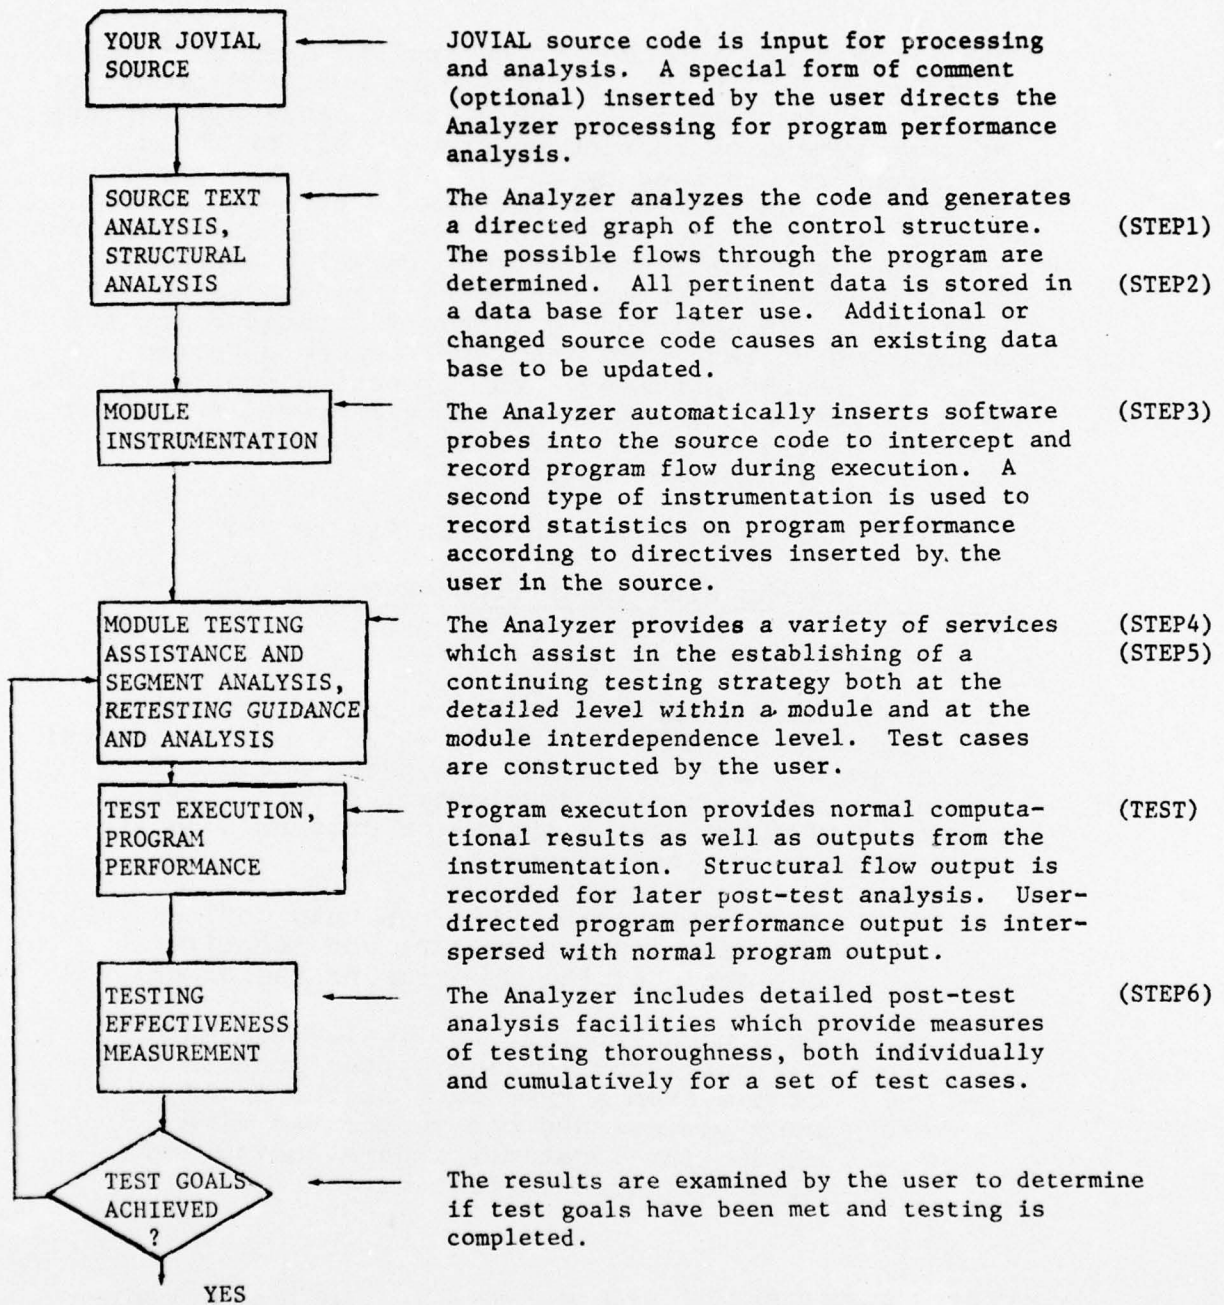 YOUR JOVIAL
SOURCE
JOVIAL source code is input for processing
and analysis. A special form of comment
(optional) inserted by the user directs the
Analyzer processing for program performance
analysis.
SOURCE TEXT
ANALYSIS,
STRUCTURAL
ANALYSIS
The Analyzer analyzes the code and generates
a directed graph of the control structure. (STEP1)
The possible flows through the program are
determined. All pertinent data is stored in (STEP2)
a data base for later use. Additional or
changed source code causes an existing data
base to be updated.
MODULE
INSTRUMENTATION
The Analyzer automatically inserts software (STEP3)
probes into the source code to intercept and
record program flow during execution. A
second type of instrumentation is used to
record statistics on program performance
according to directives inserted by the
user in the source.
MODULE TESTING
ASSISTANCE AND
SEGMENT ANALYSIS,
RETESTING GUIDANCE
AND ANALYSIS
The Analyzer provides a variety of services (STEP4)
which assist in the establishing of a (STEP5)
continuing testing strategy both at the
detailed level within a module and at the
module interdependence level. Test cases
are constructed by the user.
TEST EXECUTION,
PROGRAM
PERFORMANCE
Program execution provides normal computa- (TEST)
tional results as well as outputs from the
instrumentation. Structural flow output is
recorded for later post-test analysis. User-
directed program performance output is inter-
spersed with normal program output.
TESTING
EFFECTIVENESS
MEASUREMENT
The Analyzer includes detailed post-test (STEP6)
analysis facilities which provide measures
of testing thoroughness, both individually
and cumulatively for a set of test cases.
TEST GOALS
ACHIEVED
?
The results are examined by the user to determine
if test goals have been met and testing is
completed.
YES